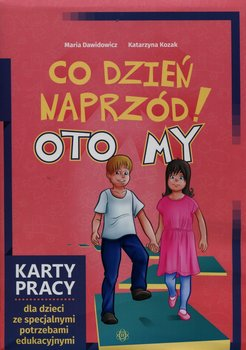 Maria Dawidowicz Katarzyna Kozak
CO DZIEŃ
NAPRZÓD!
OTO MY
KARTY
PRACY
dla dzieci
ze specjalnymi
potrzebami
edukacyjnymi